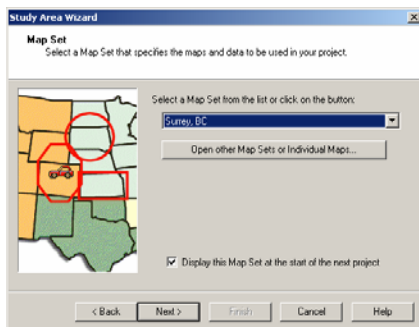 Study Area Wizard
Map Set
Select a Map Set that specifies the maps and data to be used in your project.
Select a Map Set from the list or click on the button:
Surrey, BC
Open other Map Sets or Individual Maps...
Display this Map Set at the start of the next project
< Back Next > Finish Cancel Help